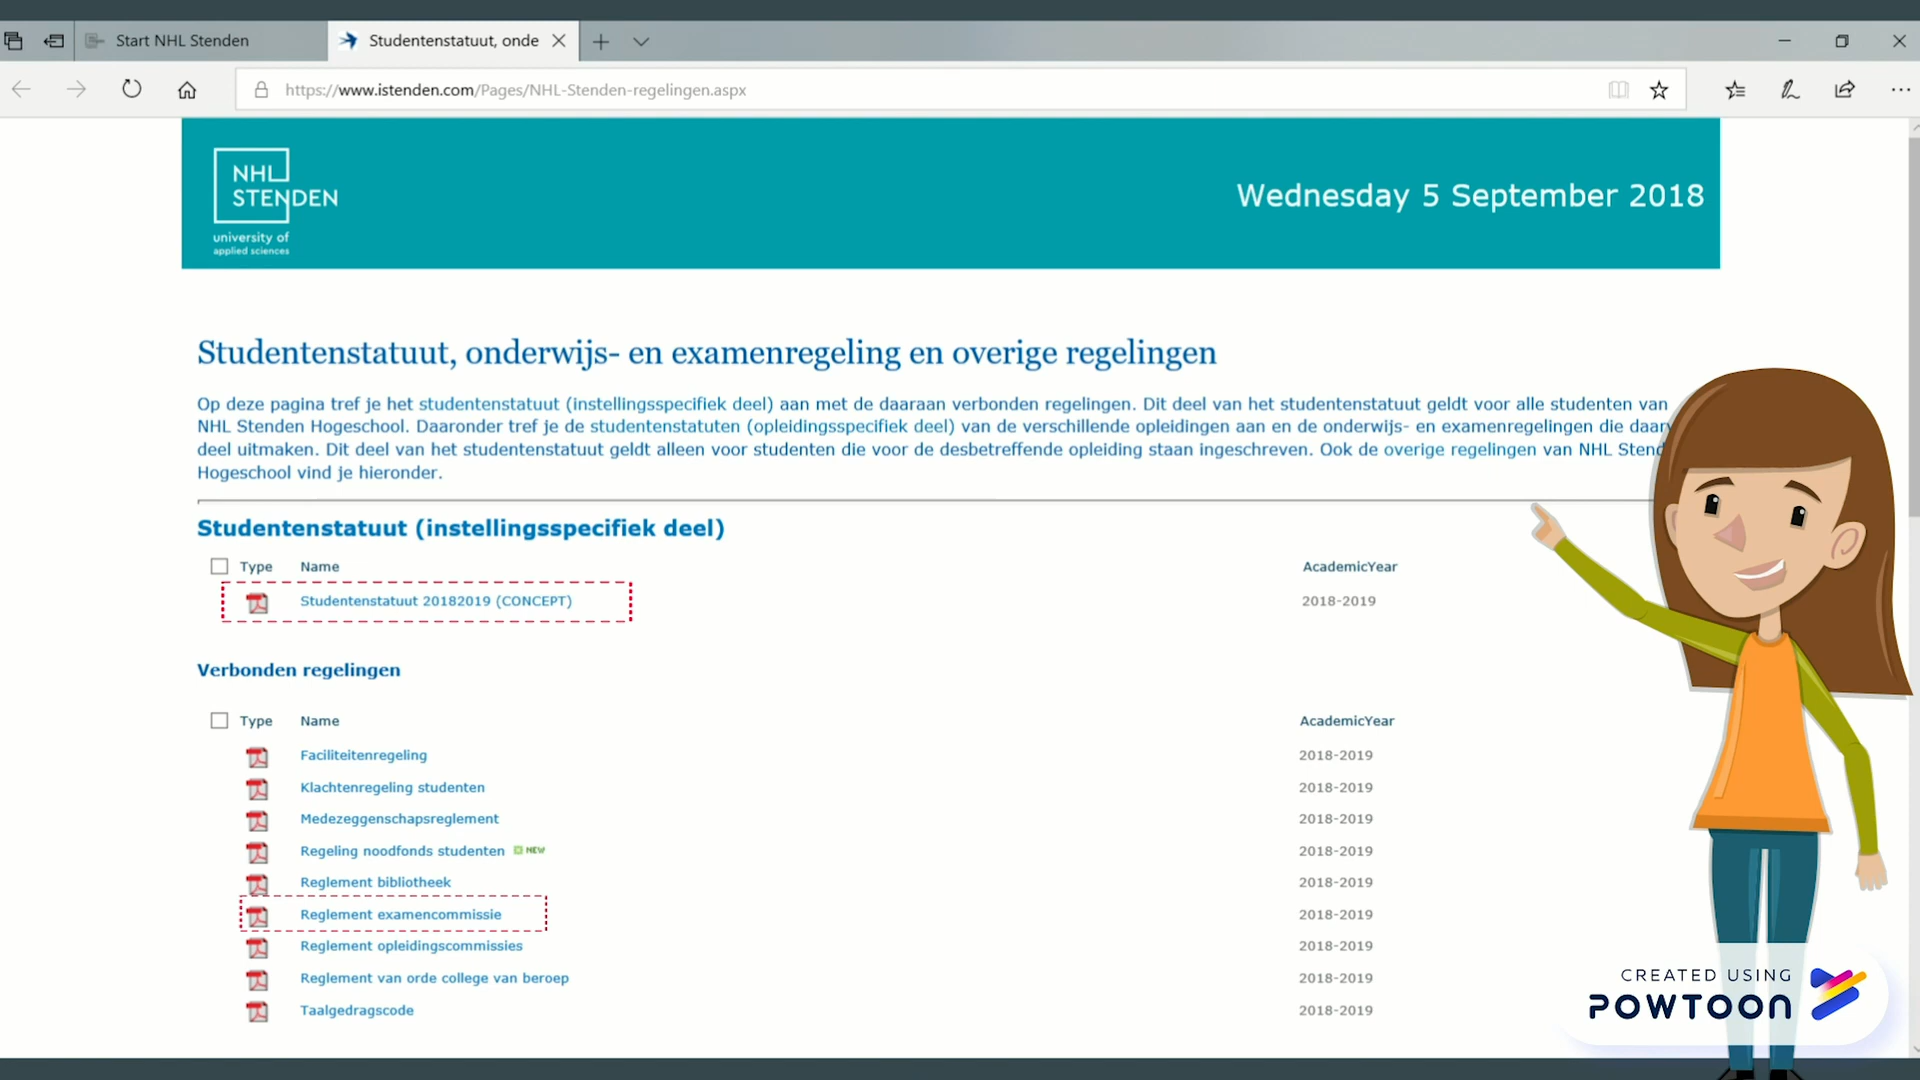 Start NHL Stenden
Studentenstatuut, onde
https://www.istenden.com/Pages/NHL-Stenden-regelingen.aspx
NHL
STENDEN
university of
applied sciences
Wednesday 5 September 2018
Studentenstatuut, onderwijs- en examenregeling en overige regelingen
Op deze pagina tref je het studentenstatuut (instellingsspecifiek deel) aan met de daaraan verbonden regelingen. Dit deel van het studentenstatuut geldt voor alle studenten van
NHL Stenden Hogeschool. Daaronder tref je de studentenstatuten (opleidingsspecifiek deel) van de verschillende opleidingen aan en de onderwijs- en examenregelingen die daar
deel uitmaken. Dit deel van het studentenstatuut geldt alleen voor studenten die voor de desbetreffende opleiding staan ingeschreven. Ook de overige regelingen van NHL Stend
Hogeschool vind je hieronder.
Studentenstatuut (instellingsspecifiek deel)
Type Name AcademicYear
Studentenstatuut 20182019 (CONCEPT) 2018-2019
Verbonden regelingen
Type Name AcademicYear
Faciliteitenregeling 2018-2019
Klachtenregeling studenten 2018-2019
Medezeggenschapsreglement 2018-2019
Regeling noodfonds studenten NEW 2018-2019
Reglement bibliotheek 2018-2019
Reglement examencommissie 2018-2019
Reglement opleidingscommissies 2018-2019
Reglement van orde college van beroep 2018-2019
Taalgedragscode 2018-2019
CREATED USING
POWTOON